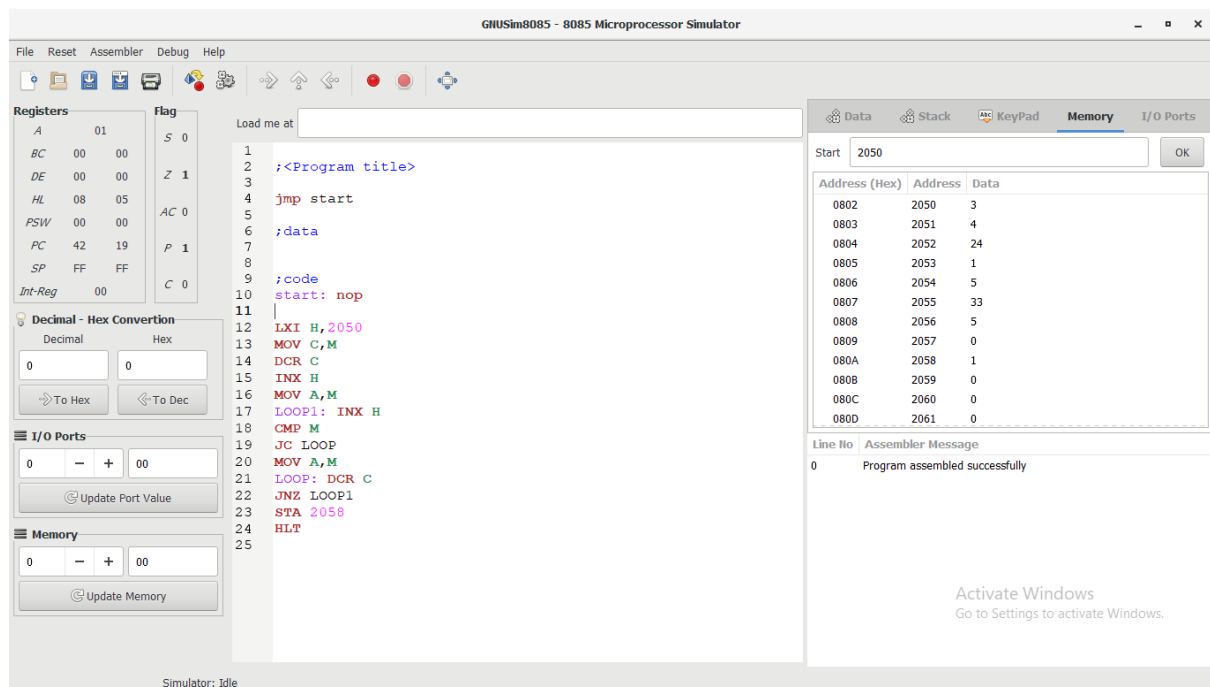 GNUSim8085 - 8085 Microprocessor Simulator
File Reset Assembler Debug Help
Registers
A 01
BC 00 00
DE 00 00
HL 08 05
PSW 00 00
PC 42 19
SP FF FF
Int-Reg 00
Flag
S 0
Z 1
AC 0
P 1
C 0
Decimal - Hex Convertion
Decimal Hex
0 0
To Hex To Dec
I/O Ports
0 - + 00
Update Port Value
Memory
0 - + 00
Update Memory
Load me at
1
2 ;<Program title>
3
4 jmp start
5
6 ;data
7
8
9 ;code
10 start: nop
11
12 LXI H,2050
13 MOV C,M
14 DCR C
15 INX H
16 MOV A,M
17 LOOP1: INX H
18 CMP M
19 JC LOOP
20 MOV A,M
21 LOOP: DCR C
22 JNZ LOOP1
23 STA 2058
24 HLT
25
Data Stack Abc KeyPad Memory I/O Ports
Start 2050 OK
Address (Hex) Address Data
0802 2050 3
0803 2051 4
0804 2052 24
0805 2053 1
0806 2054 5
0807 2055 33
0808 2056 5
0809 2057 0
080A 2058 1
080B 2059 0
080C 2060 0
080D 2061 0
Line No Assembler Message
0 Program assembled successfully
Activate Windows
Go to Settings to activate Windows.
Simulator: Idle